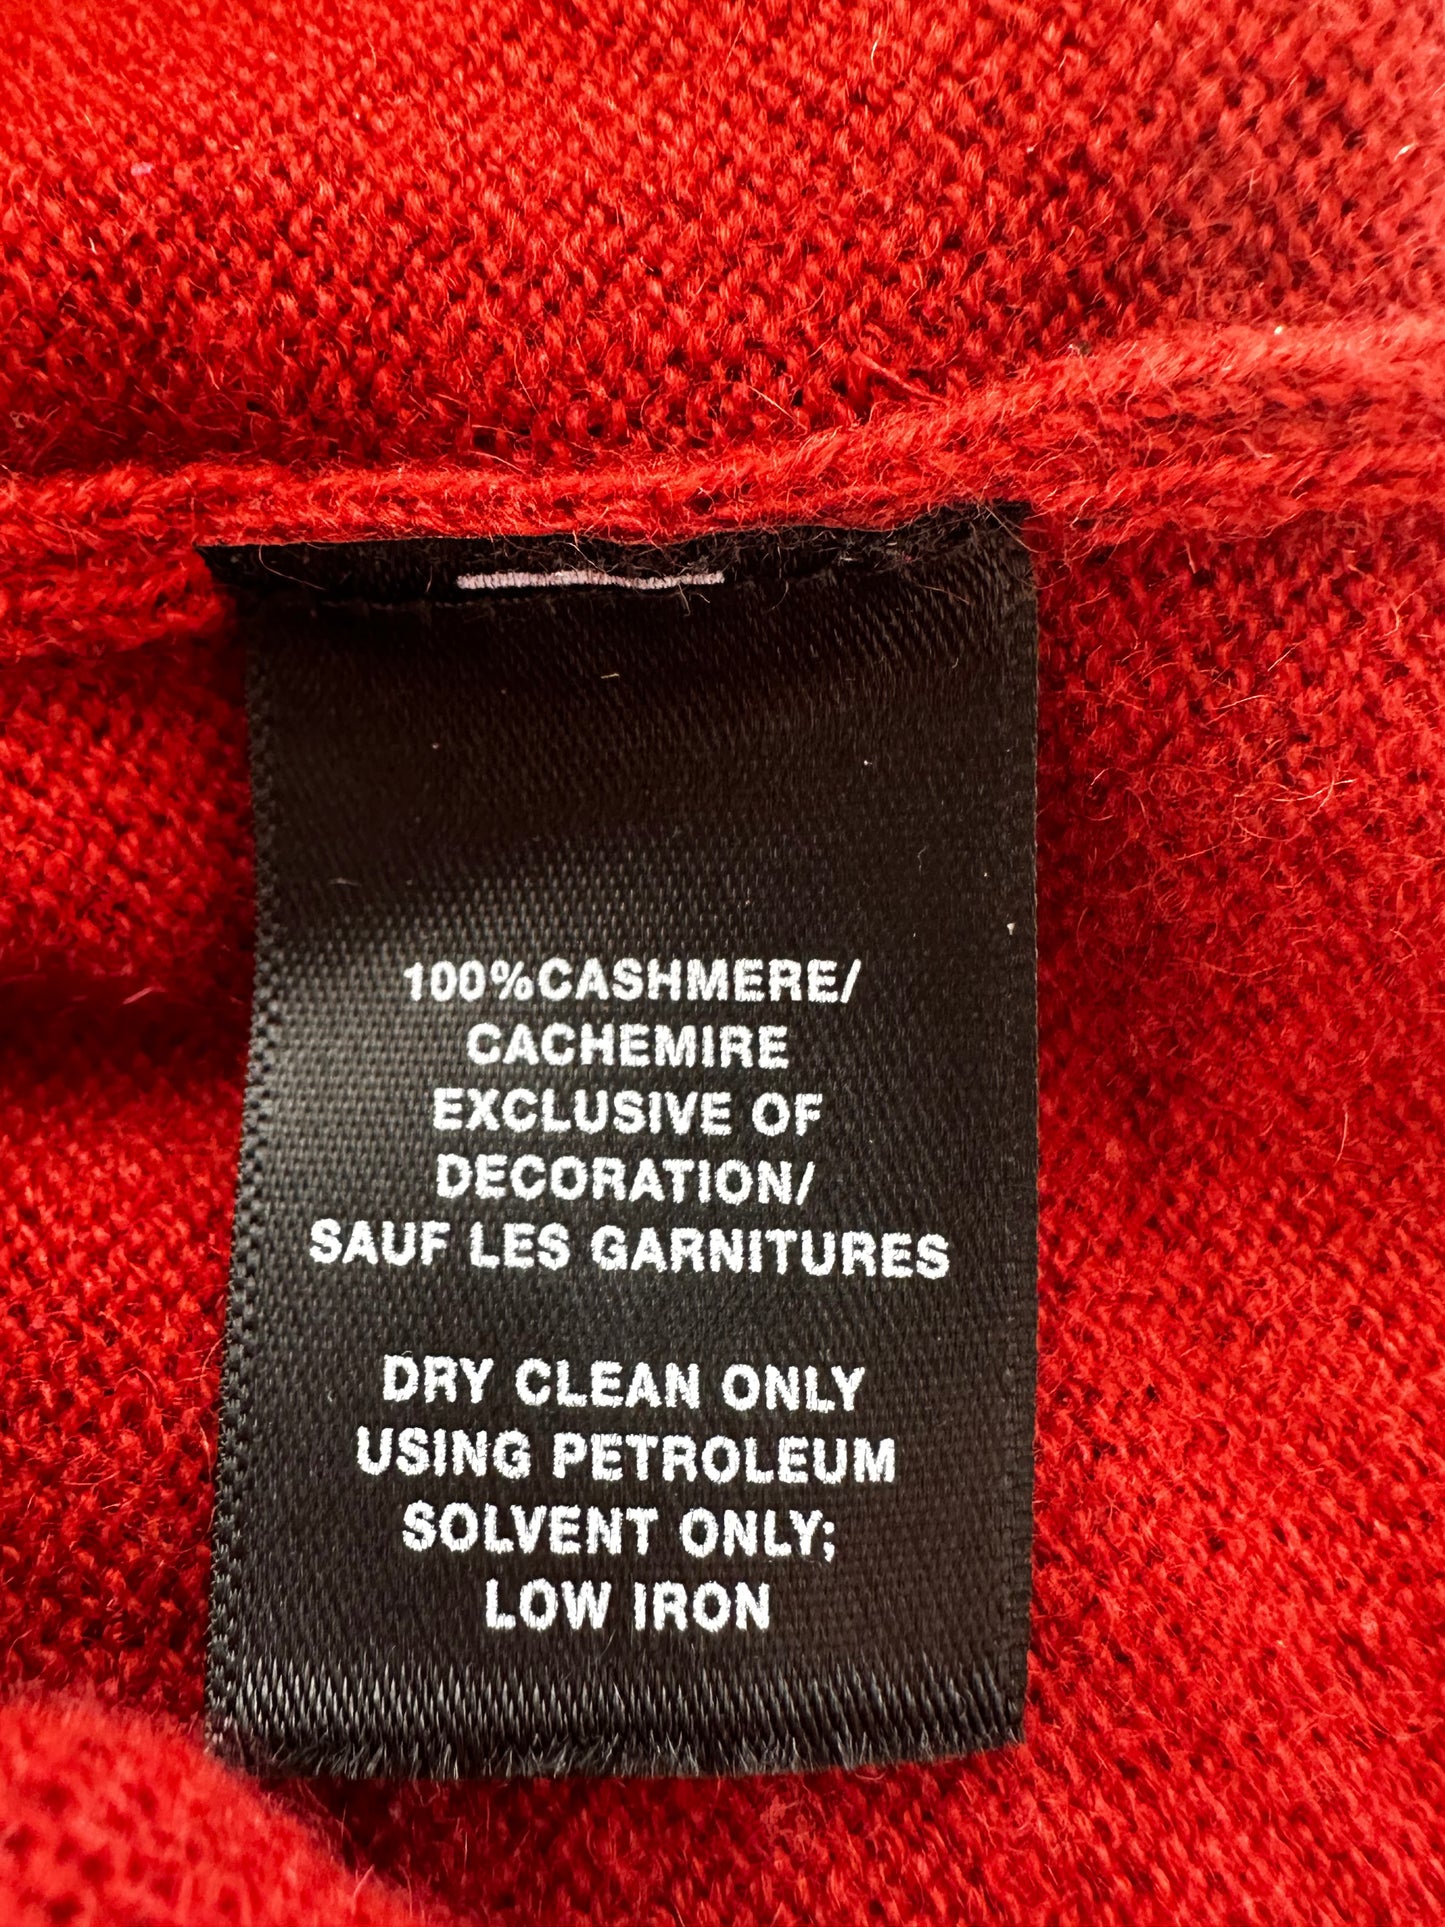 100%CASHMERE/
CACHEMIRE
EXCLUSIVE OF
DECORATION/
SAUF LES GARNITURES
DRY CLEAN ONLY
USING PETROLEUM
SOLVENT ONLY;
LOW IRON